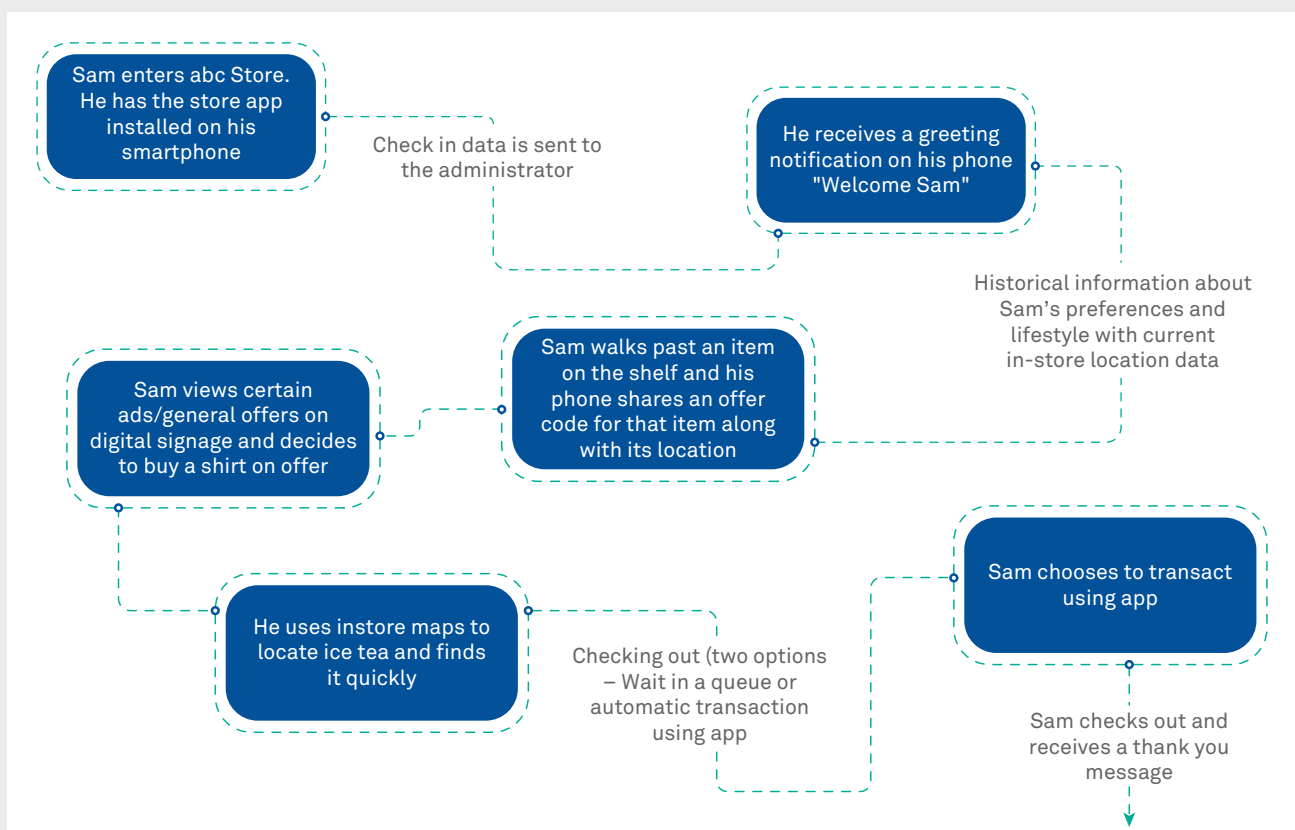 Sam enters abc Store.
He has the store app
installed on his
smartphone
Check in data is sent to
the administrator
He receives a greeting
notification on his phone
"Welcome Sam"
Historical information about
Sam’s preferences and
lifestyle with current
in-store location data
Sam walks past an item
on the shelf and his
phone shares an offer
code for that item along
with its location
Sam views certain
ads/general offers on
digital signage and decides
to buy a shirt on offer
He uses instore maps to
locate ice tea and finds
it quickly
Checking out (two options
– Wait in a queue or
automatic transaction
using app
Sam chooses to transact
using app
Sam checks out and
receives a thank you
message